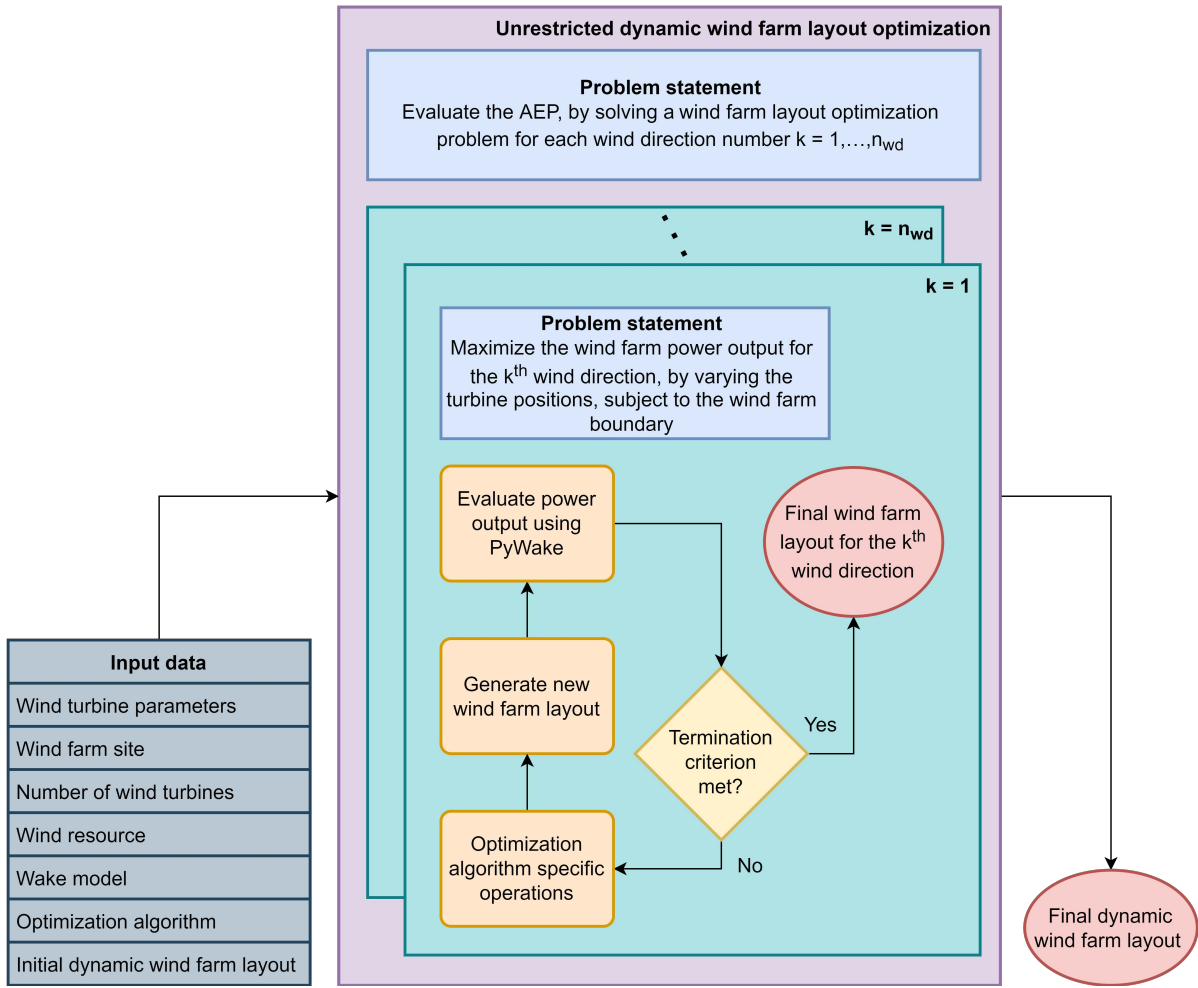 Unrestricted dynamic wind farm layout optimization
Problem statement
Evaluate the AEP, by solving a wind farm layout optimization
problem for each wind direction number k = 1,...,n_wd
k = n_wd
k = 1
Problem statement
Maximize the wind farm power output for
the k^th wind direction, by varying the
turbine positions, subject to the wind farm
boundary
Evaluate power
output using
PyWake
Final wind farm
layout for the k^th
wind direction
Generate new
wind farm layout
Termination
criterion
met?
Yes
No
Optimization
algorithm specific
operations
Input data
Wind turbine parameters
Wind farm site
Number of wind turbines
Wind resource
Wake model
Optimization algorithm
Initial dynamic wind farm layout
Final dynamic
wind farm layout